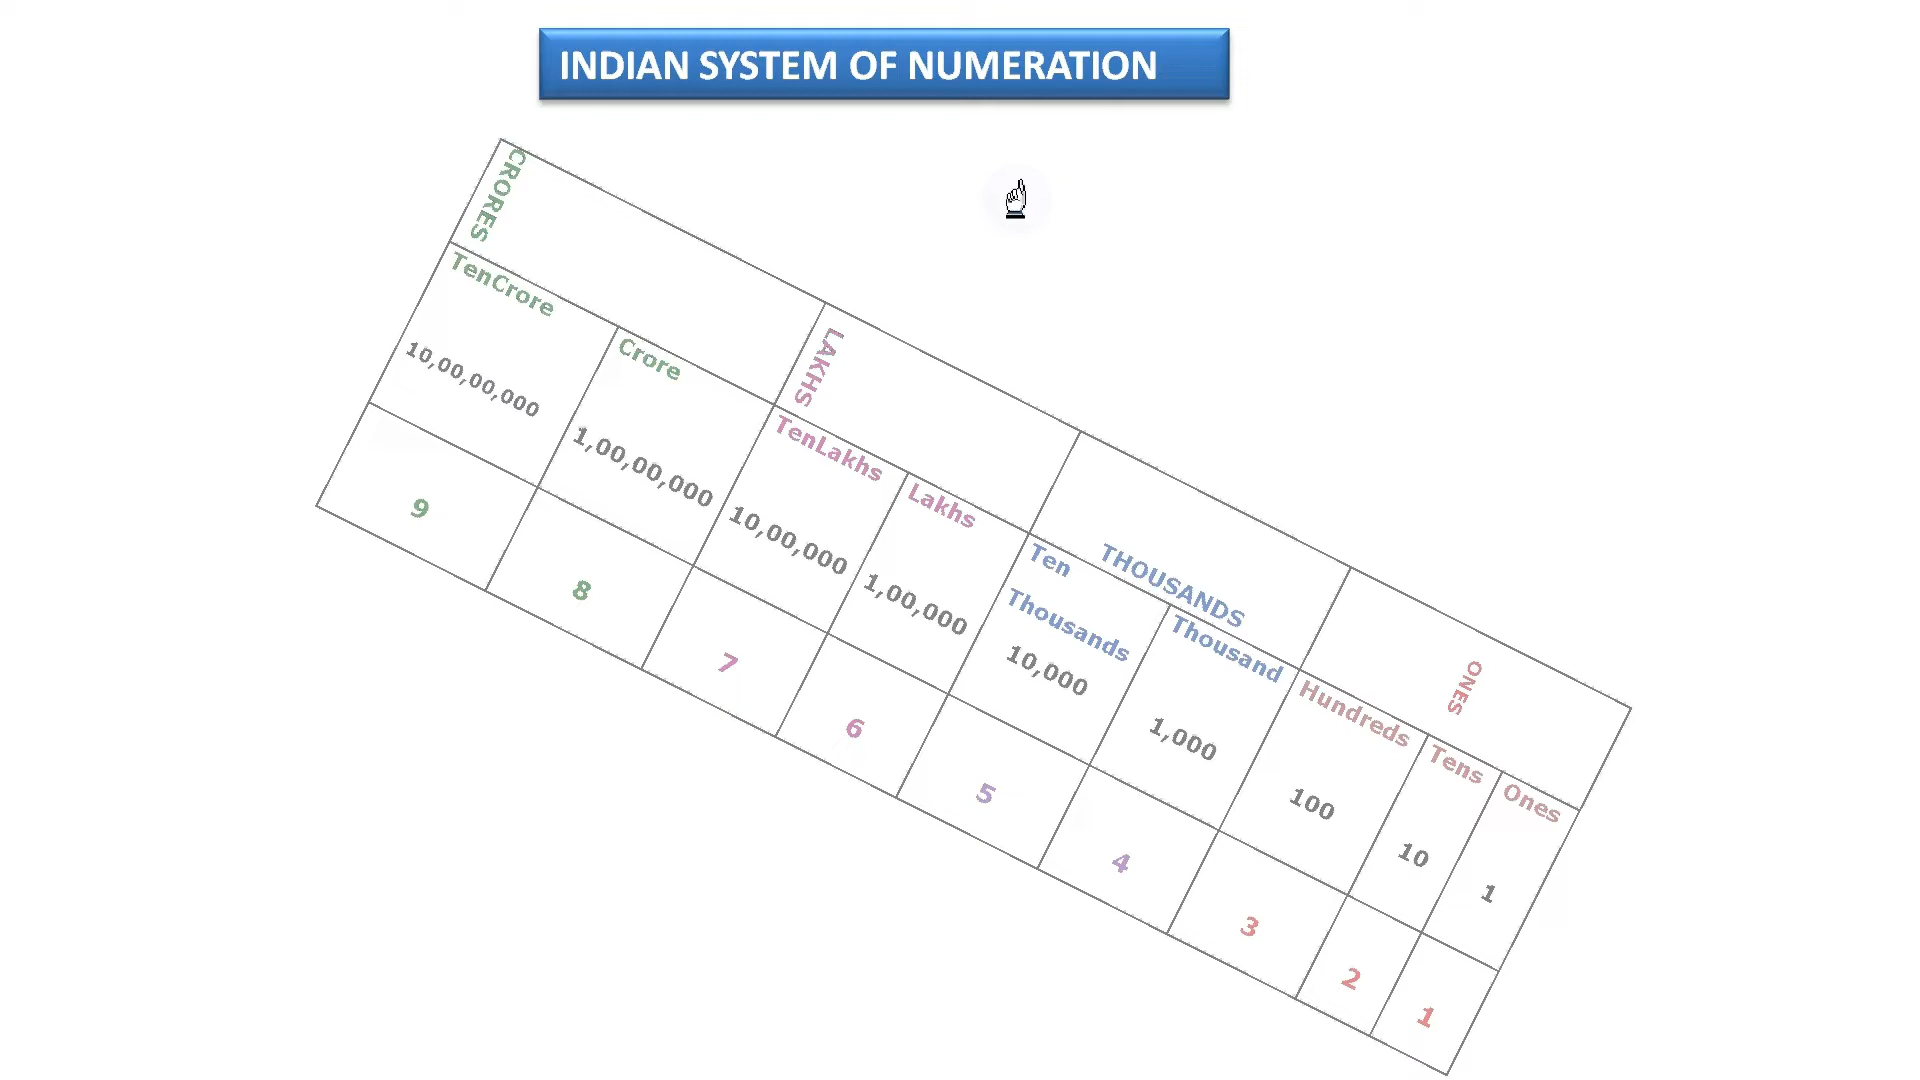 INDIAN SYSTEM OF NUMERATION
CRORES
LAKHS
THOUSANDS
ONES
TenCrore
Crore
TenLakhs
Lakhs
Ten
Thousands
Thousand
Hundreds
Tens
Ones
10,00,00,000
1,00,00,000
10,00,000
1,00,000
10,000
1,000
100
10
1
9
8
7
6
5
4
3
2
1